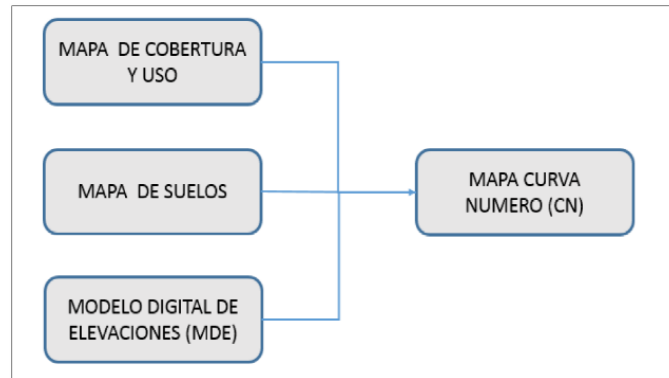 MAPA DE COBERTURA
Y USO
MAPA DE SUELOS
MODELO DIGITAL DE
ELEVACIONES (MDE)
MAPA CURVA
NUMERO (CN)